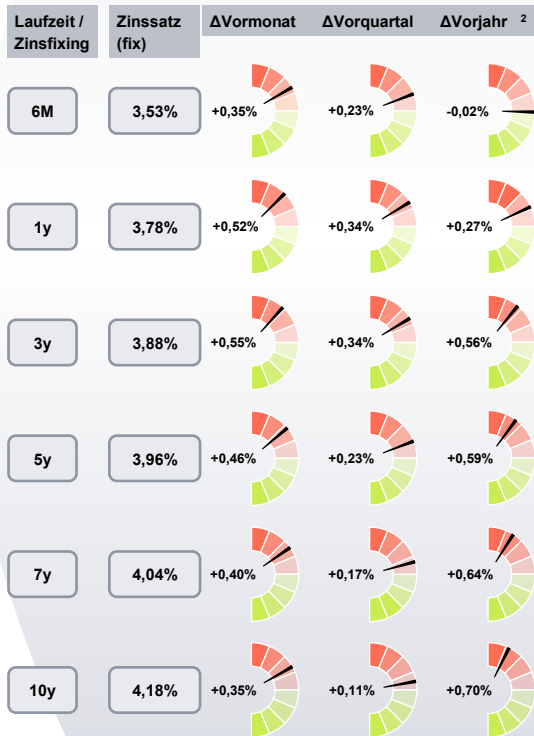 Laufzeit / Zinsfixing Zinssatz (fix) ΔVormonat ΔVorquartal ΔVorjahr ²
6M 3,53% +0,35% +0,23% -0,02%
1y 3,78% +0,52% +0,34% +0,27%
3y 3,88% +0,55% +0,34% +0,56%
5y 3,96% +0,46% +0,23% +0,59%
7y 4,04% +0,40% +0,17% +0,64%
10y 4,18% +0,35% +0,11% +0,70%